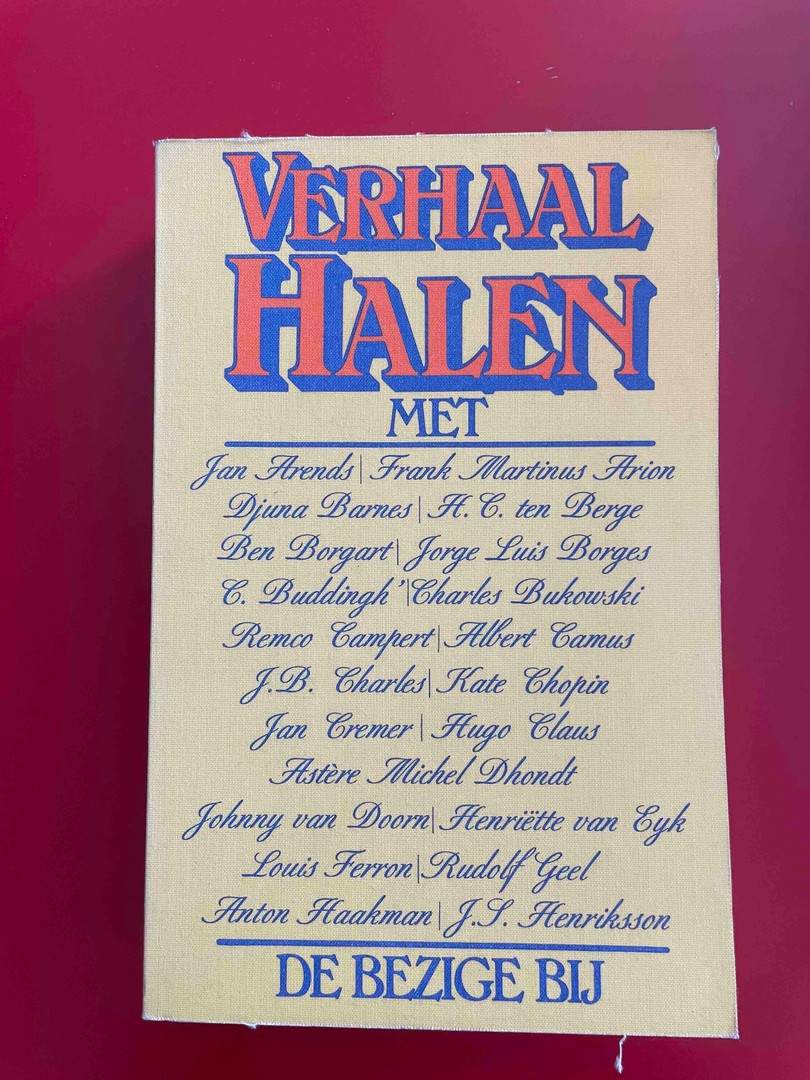 VERHAAL
HALEN
MET
Jan Arends | Frank Martinus Arion
Djuna Barnes | H.C. ten Berge
Ben Borgart | Jorge Luis Borges
C. Buddingh' | Charles Bukowski
Remco Campert | Albert Camus
J.B. Charles | Kate Chopin
Jan Cremer | Hugo Claus
Astère Michel Dhondt
Johnny van Doorn | Henriëtte van Eyk
Louis Ferron | Rudolf Geel
Anton Haakman | J.S. Henriksson
DE BEZIGE BIJ